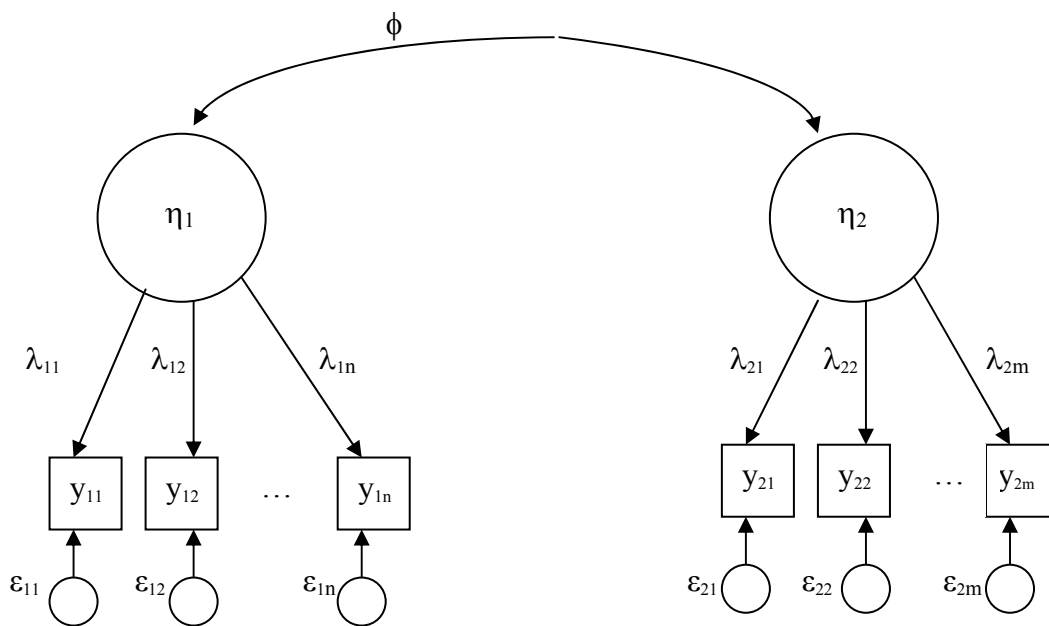 ϕ
η₁ η₂
λ₁₁ λ₁₂ λ₁ₙ λ₂₁ λ₂₂ λ₂ₘ
y₁₁ y₁₂ … y₁ₙ y₂₁ y₂₂ … y₂ₘ
ε₁₁ ε₁₂ ε₁ₙ ε₂₁ ε₂₂ ε₂ₘ